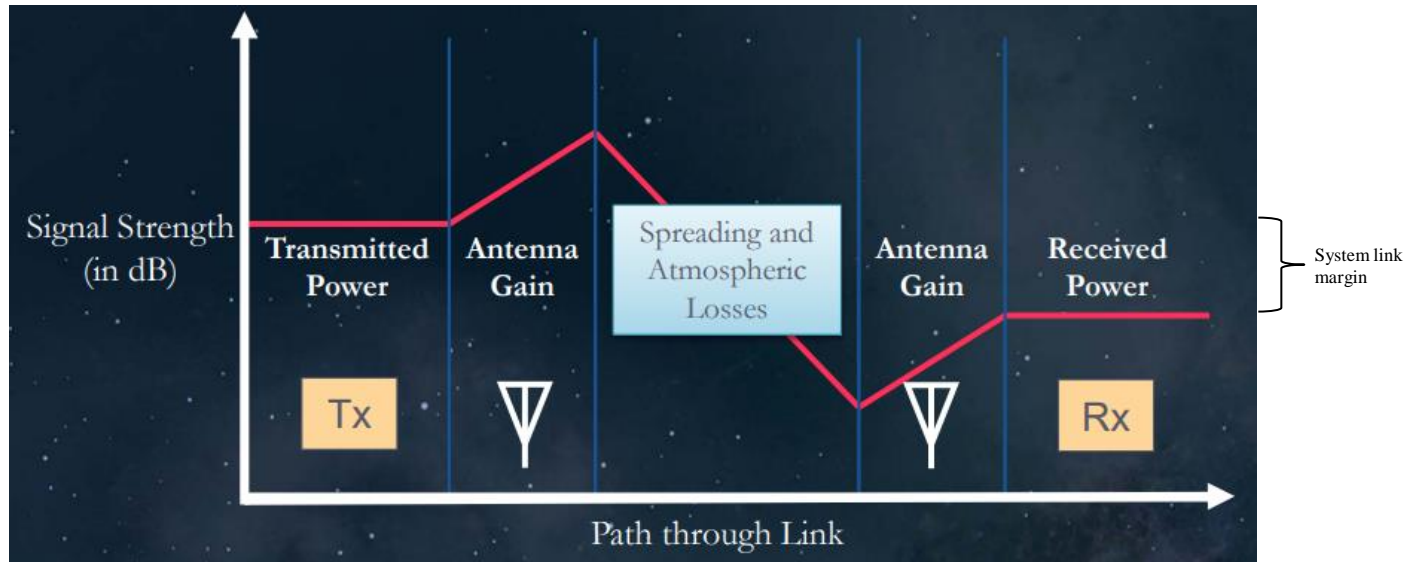 Signal Strength
(in dB)
Transmitted
Power
Antenna
Gain
Spreading and
Atmospheric
Losses
Antenna
Gain
Received
Power
System link
margin
Tx
Rx
Path through Link